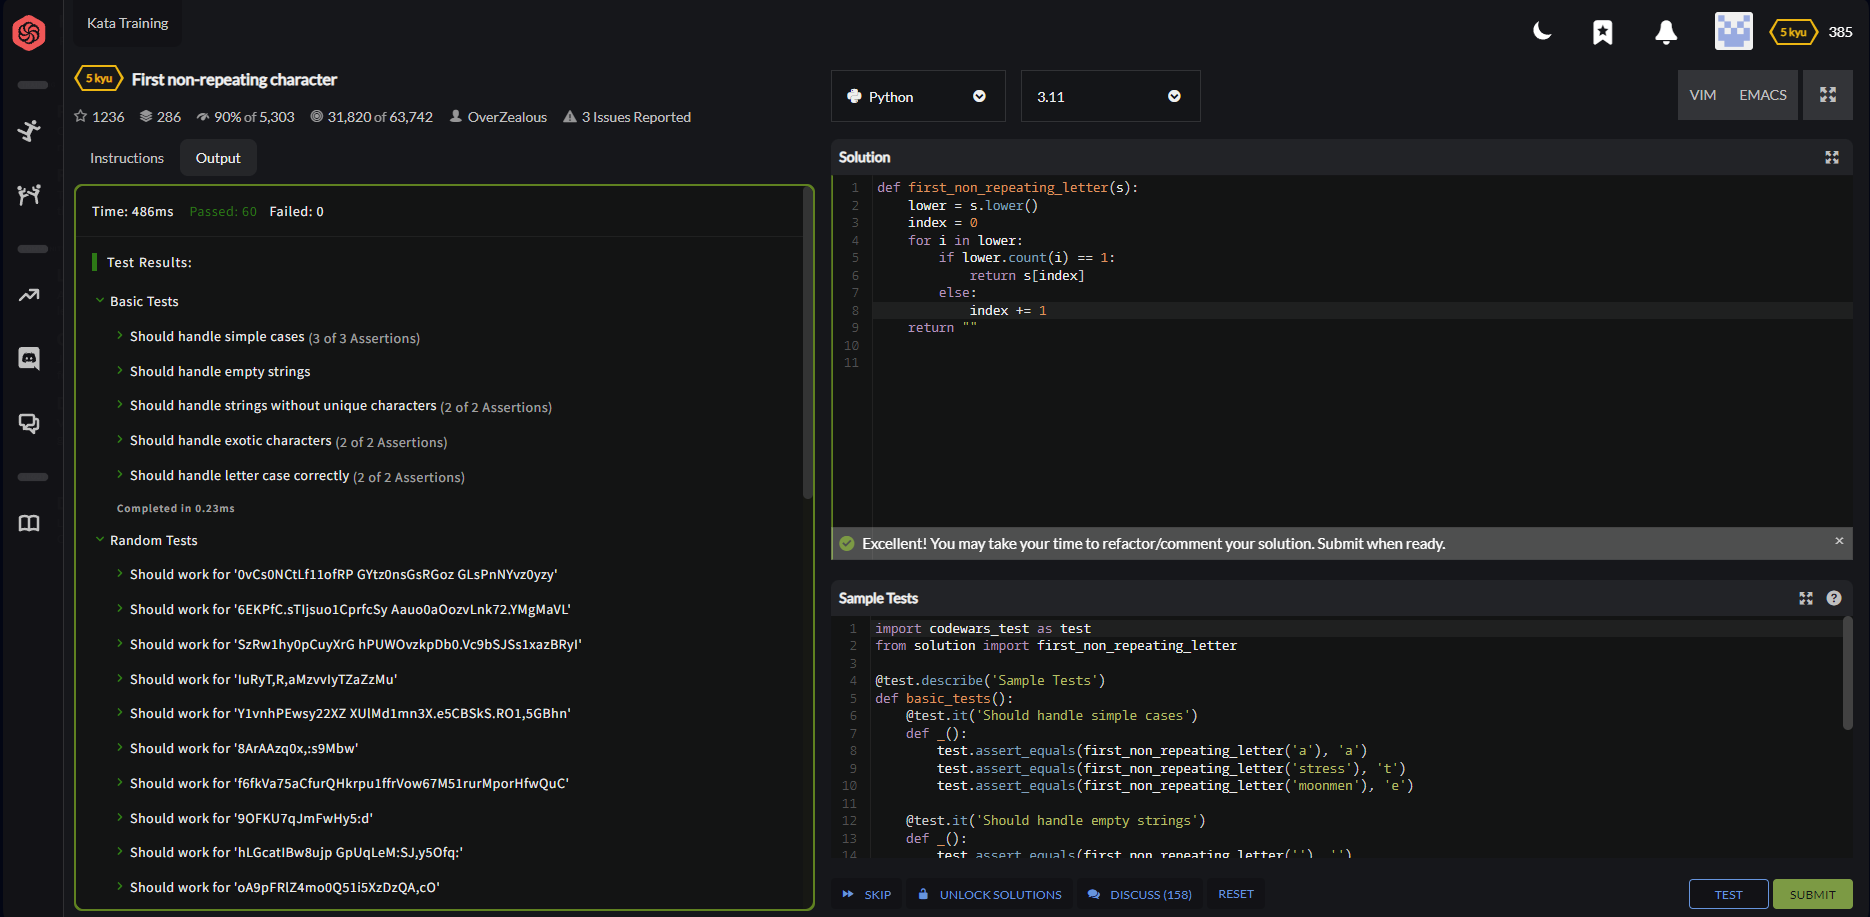 Kata Training
5 kyu 385
5 kyu First non-repeating character
1236 286 90% of 5,303 31,820 of 63,742 OverZealous 3 Issues Reported
Instructions Output
Time: 486ms Passed: 60 Failed: 0
Test Results:
Basic Tests
Should handle simple cases (3 of 3 Assertions)
Should handle empty strings
Should handle strings without unique characters (2 of 2 Assertions)
Should handle exotic characters (2 of 2 Assertions)
Should handle letter case correctly (2 of 2 Assertions)
Completed in 0.23ms
Random Tests
Should work for '0vCs0NCtLf11ofRP GYtz0nsGsRGoz GLsPnNYvz0yzy'
Should work for '6EKPfC.sTIjsuo1CprfcSy Aauo0aOozvLnk72.YMgMaVL'
Should work for 'SzRw1hy0pCuyXrG hPUWOvzkpDb0.Vc9bSJSs1xazBRyI'
Should work for 'IuRyT,R,aMzvvIyTZaZzMu'
Should work for 'Y1vnhPEwsy22XZ XUlMd1mn3X.e5CBSkS.RO1,5GBhn'
Should work for '8ArAAzq0x,:s9Mbw'
Should work for 'f6fkVa75aCfurQHkrpu1ffrVow67M51rurMporHfwQuC'
Should work for '9OFKU7qJmFwHy5:d'
Should work for 'hLGcatIBw8ujp GpUqLeM:SJ,y5Ofq:'
Should work for 'oA9pFRlZ4mo0Q51i5XzDzQA,cO'
Python 3.11 VIM EMACS
Solution
1 def first_non_repeating_letter(s):
2 lower = s.lower()
3 index = 0
4 for i in lower:
5 if lower.count(i) == 1:
6 return s[index]
7 else:
8 index += 1
9 return ""
10
11
Excellent! You may take your time to refactor/comment your solution. Submit when ready. ×
Sample Tests ?
1 import codewars_test as test
2 from solution import first_non_repeating_letter
3
4 @test.describe('Sample Tests')
5 def basic_tests():
6 @test.it('Should handle simple cases')
7 def _():
8 test.assert_equals(first_non_repeating_letter('a'), 'a')
9 test.assert_equals(first_non_repeating_letter('stress'), 't')
10 test.assert_equals(first_non_repeating_letter('moonmen'), 'e')
11
12 @test.it('Should handle empty strings')
13 def _():
14 test.assert_equals(first_non_repeating_letter(''), '')
SKIP UNLOCK SOLUTIONS DISCUSS (158) RESET TEST SUBMIT